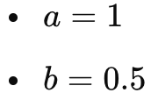 • a = 1
• b = 0.5